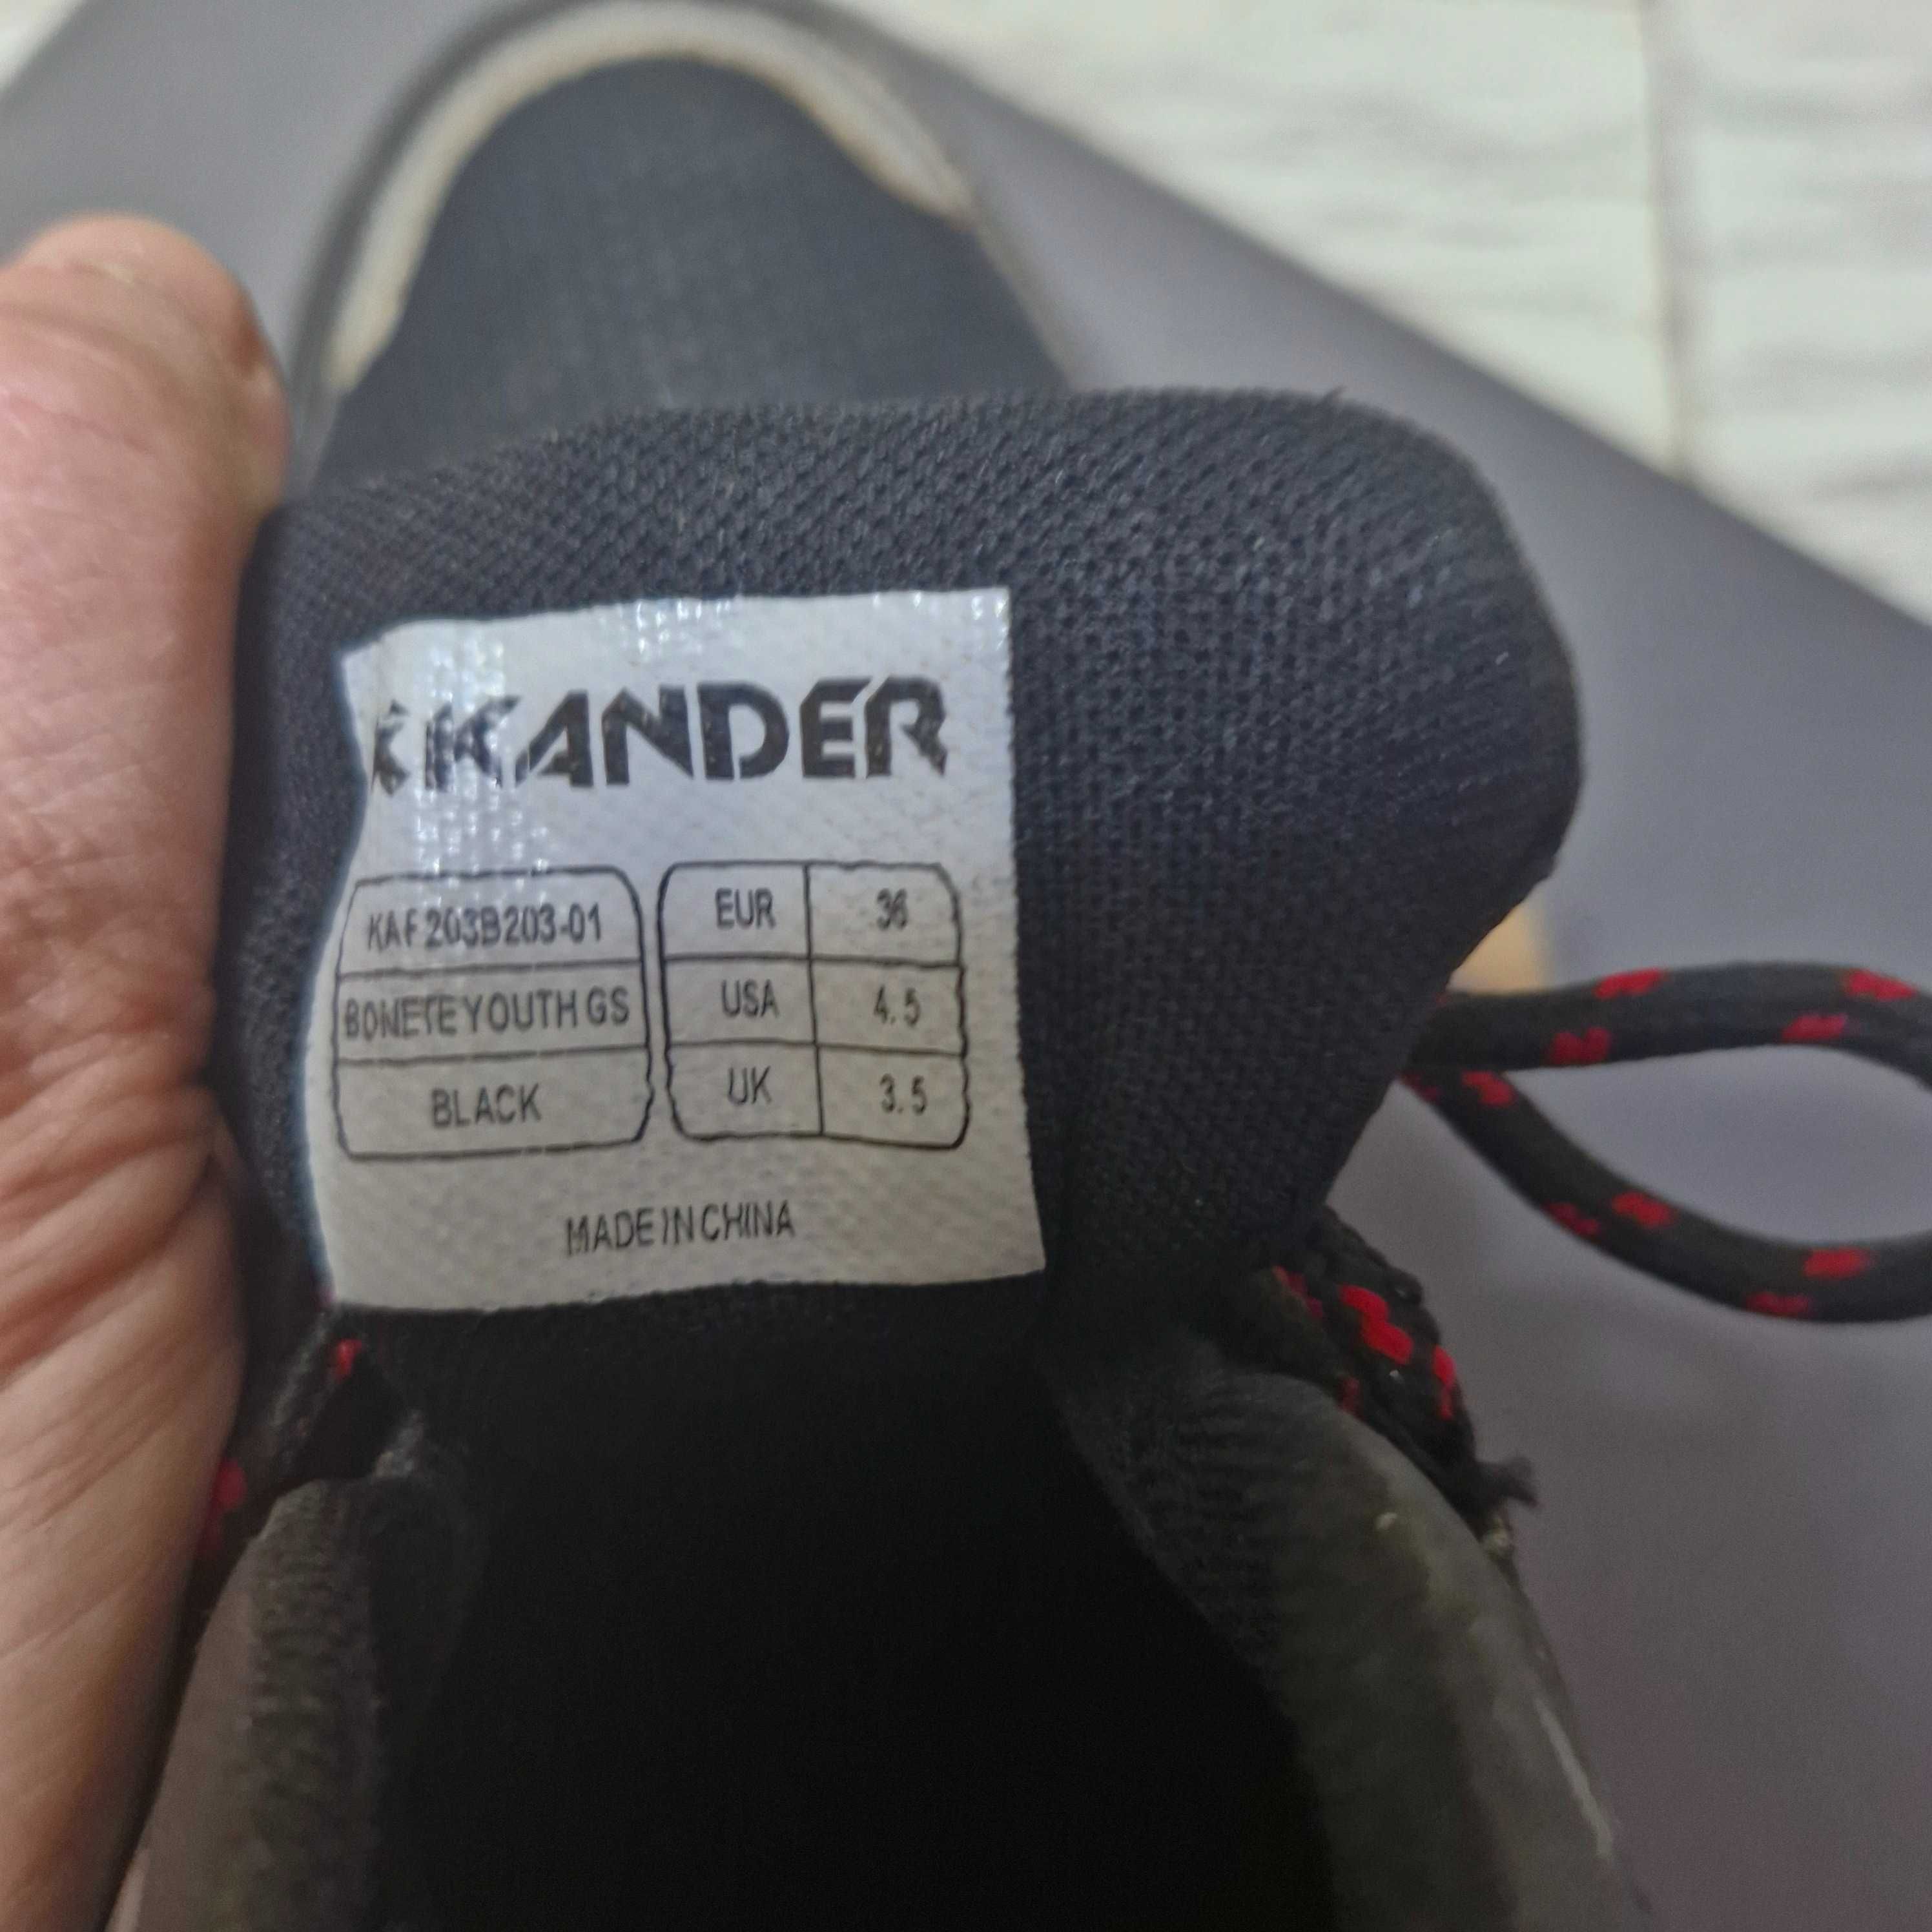 KANDER
KAF203B203-01
BONETE YOUTH GS
BLACK
EUR 36
USA 4.5
UK 3.5
MADE IN CHINA